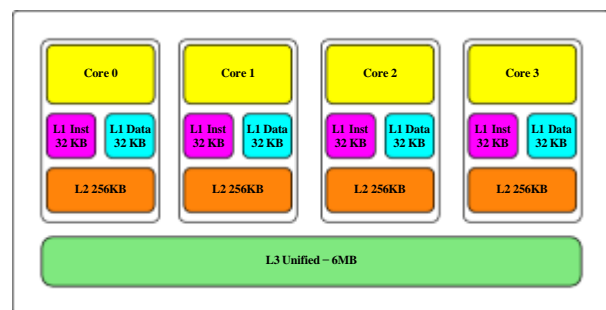 Core 0
Core 1
Core 2
Core 3
L1 Inst
32 KB
L1 Data
32 KB
L1 Inst
32 KB
L1 Data
32 KB
L1 Inst
32 KB
L1 Data
32 KB
L1 Inst
32 KB
L1 Data
32 KB
L2 256KB
L2 256KB
L2 256KB
L2 256KB
L3 Unified − 6MB